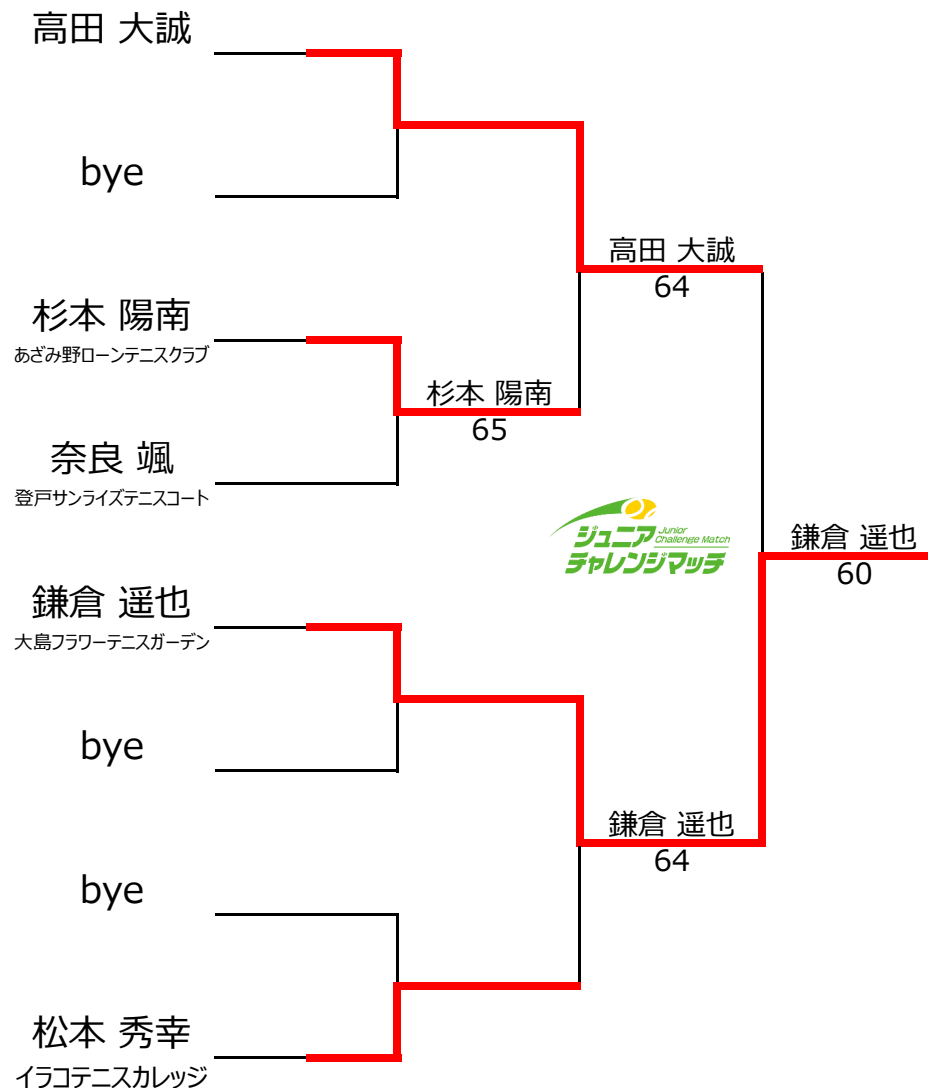 高田 大誠
bye
高田 大誠
64
杉本 陽南
あざみ野ローンテニスクラブ
杉本 陽南
65
奈良 颯
登戸サンライズテニスコート
ジュニア
Junior
Challenge Match
チャレンジマッチ
鎌倉 遥也
60
鎌倉 遥也
大島フラワーテニスガーデン
bye
鎌倉 遥也
64
bye
松本 秀幸
イラコテニスカレッジ